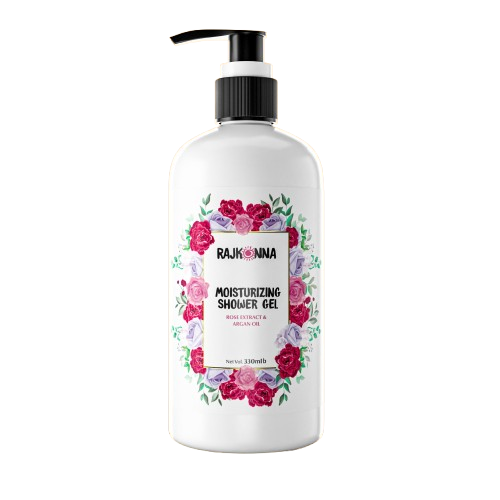 RAJKONNA
MOISTURIZING
SHOWER GEL
ROSE EXTRACT &
ARGAN OIL
Net Vol. 330mlb